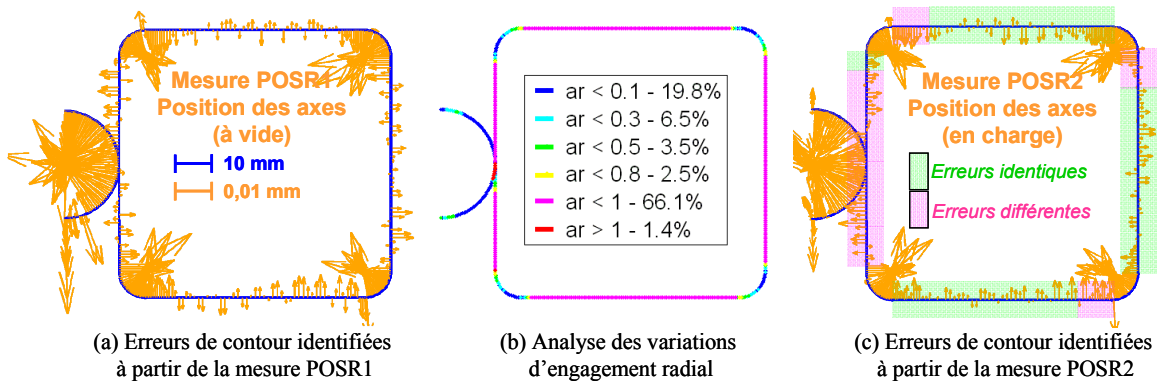 Mesure POSR1
Position des axes
(à vide)
10 mm
0,01 mm
(a) Erreurs de contour identifiées
à partir de la mesure POSR1
ar < 0.1 - 19.8%
ar < 0.3 - 6.5%
ar < 0.5 - 3.5%
ar < 0.8 - 2.5%
ar < 1 - 66.1%
ar > 1 - 1.4%
(b) Analyse des variations
d'engagement radial
Mesure POSR2
Position des axes
(en charge)
Erreurs identiques
Erreurs différentes
(c) Erreurs de contour identifiées
à partir de la mesure POSR2